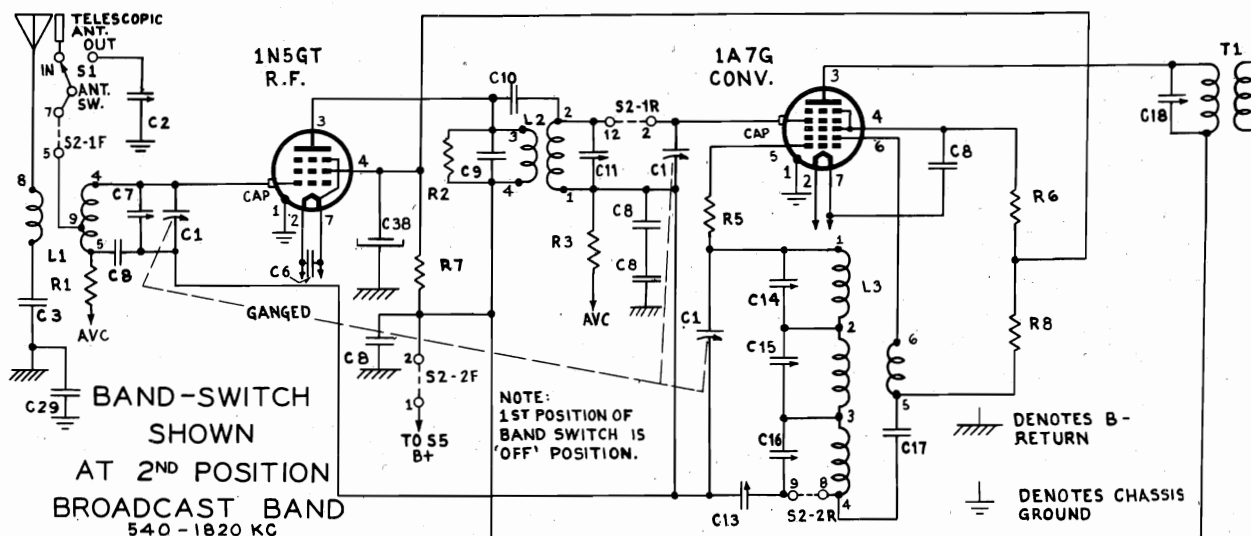 TELESCOPIC
ANT.
OUT
IN
S1
ANT.
SW.
7
S2-1F
5
C2
8
L1
4
9
5
C7
C1
C8
R1
AVC
C3
C29
1N5GT
R.F.
3
4
CAP
1
2
7
C6
C38
GANGED
R7
C8
2
S2-2F
1
TO S5
B+
C10
R2
C9
3
L2
4
2
1
C11
S2-1R
12
2
C1
R3
AVC
C8
C8
1A7G
CONV.
3
4
6
CAP
5
1
2
7
C8
R5
R6
R8
C1
C14
C15
C16
1
L3
2
3
4
9
8
S2-2R
C13
6
5
C17
T1
C18
BAND-SWITCH
SHOWN
AT 2ND POSITION
BROADCAST BAND
540-1820 KC
NOTE:
1ST POSITION OF
BAND SWITCH IS
'OFF' POSITION.
DENOTES B-
RETURN
DENOTES CHASSIS
GROUND